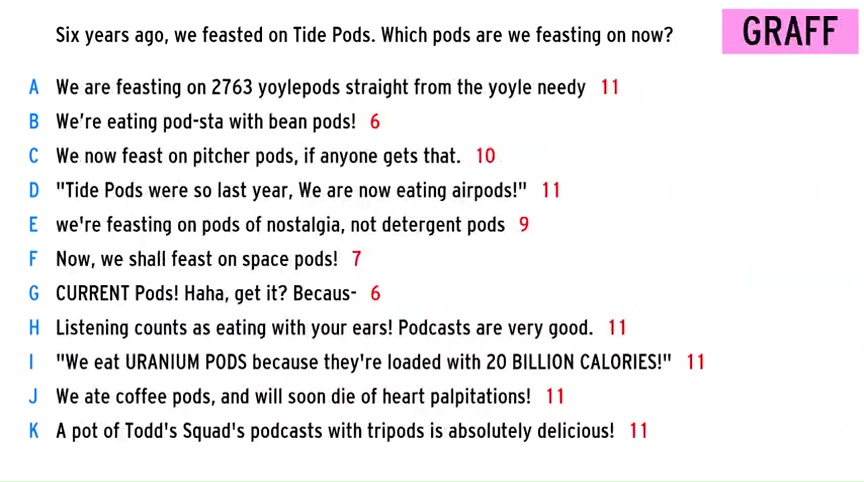 Six years ago, we feasted on Tide Pods. Which pods are we feasting on now?
GRAFF
A We are feasting on 2763 yoylepods straight from the yoyle needy 11
B We're eating pod-sta with bean pods! 6
C We now feast on pitcher pods, if anyone gets that. 10
D "Tide Pods were so last year, We are now eating airpods!" 11
E we're feasting on pods of nostalgia, not detergent pods 9
F Now, we shall feast on space pods! 7
G CURRENT Pods! Haha, get it? Becaus- 6
H Listening counts as eating with your ears! Podcasts are very good. 11
I "We eat URANIUM PODS because they're loaded with 20 BILLION CALORIES!" 11
J We ate coffee pods, and will soon die of heart palpitations! 11
K A pot of Todd's Squad's podcasts with tripods is absolutely delicious! 11